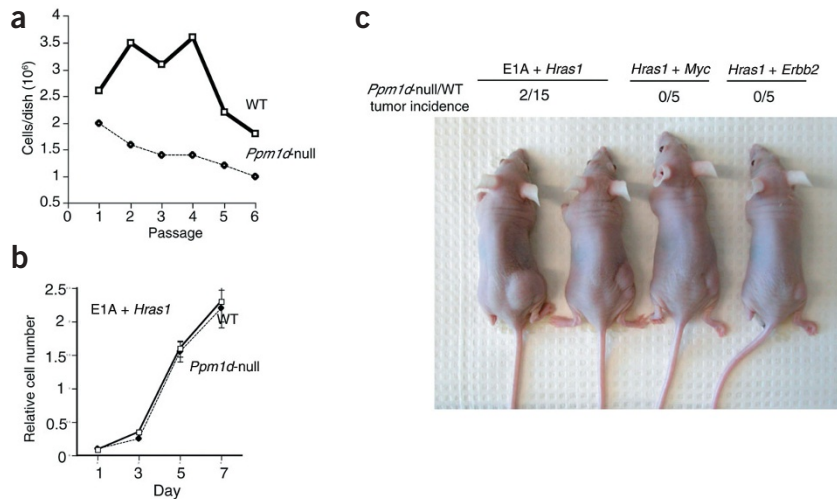 a
4
3.5
3
2.5
2
1.5
1
0.5
Cells/dish (10⁶)
WT
Ppm1d-null
0 1 2 3 4 5 6
Passage
b
2.5
2
1.5
1
0.5
0
Relative cell number
E1A + Hras1
WT
Ppm1d-null
1 3 5 7
Day
c
E1A + Hras1 Hras1 + Myc Hras1 + Erbb2
Ppm1d-null/WT
tumor incidence
2/15 0/5 0/5